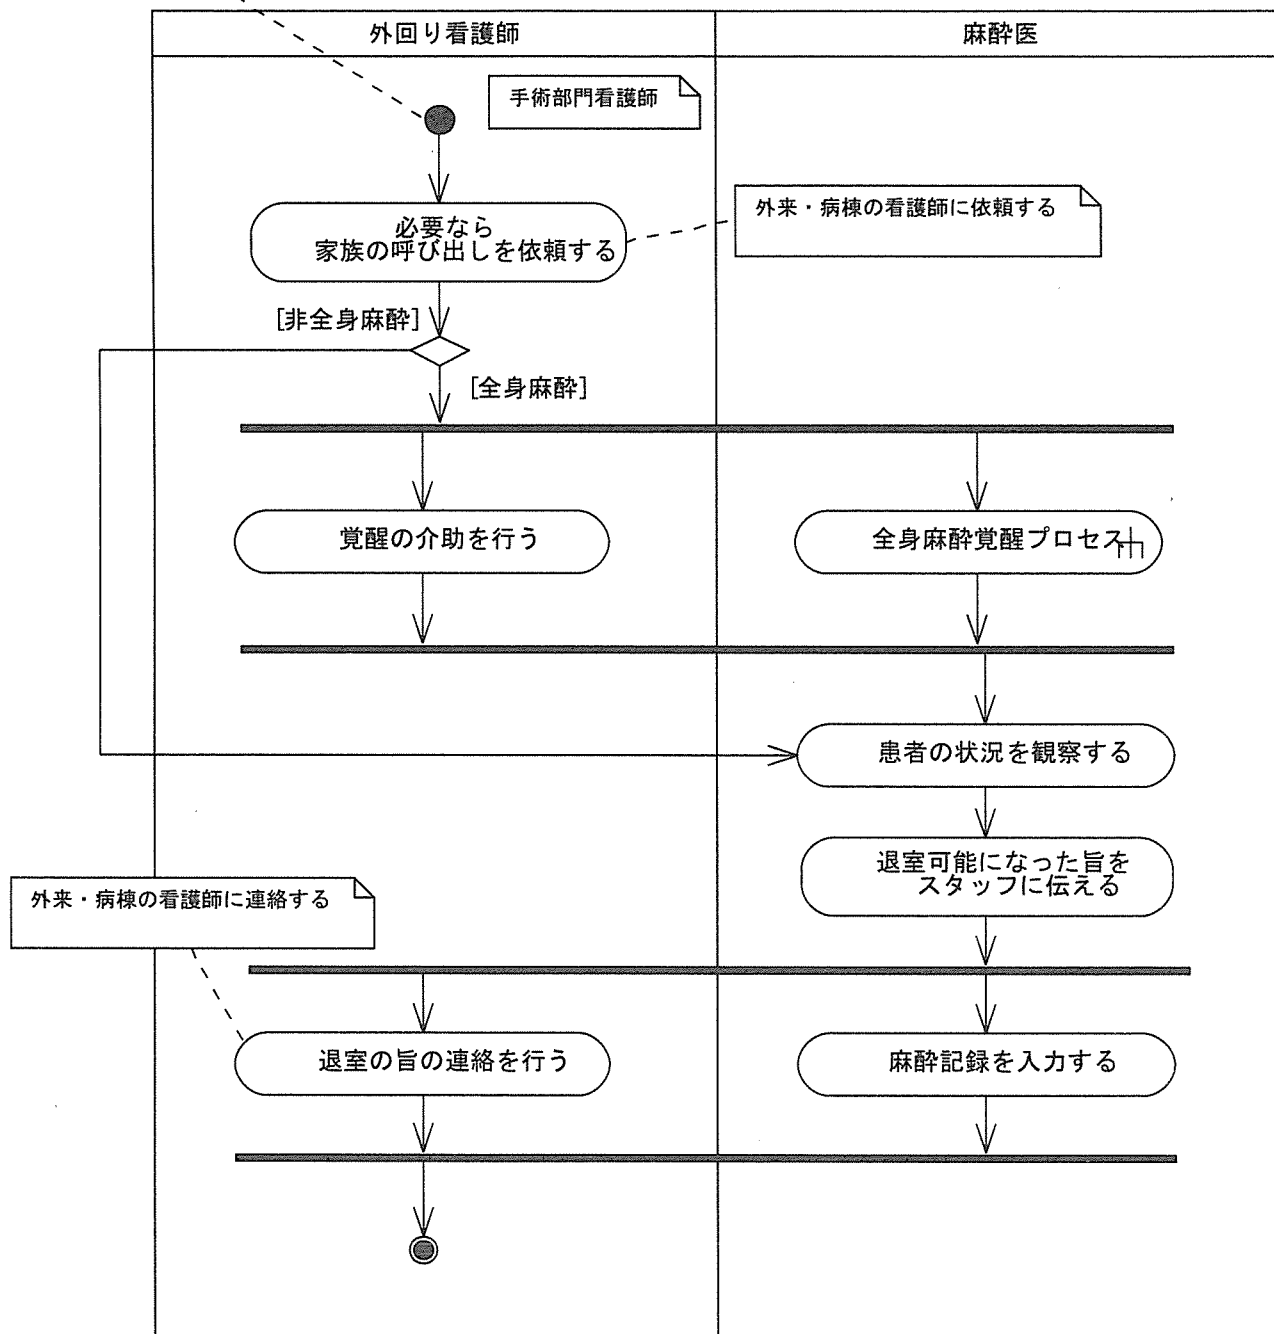 外回り看護師
麻酔医
手術部門看護師
必要なら
家族の呼び出しを依頼する
外来・病棟の看護師に依頼する
[非全身麻酔]
[全身麻酔]
覚醒の介助を行う
全身麻酔覚醒プロセス
患者の状況を観察する
退室可能になった旨を
スタッフに伝える
外来・病棟の看護師に連絡する
退室の旨の連絡を行う
麻酔記録を入力する